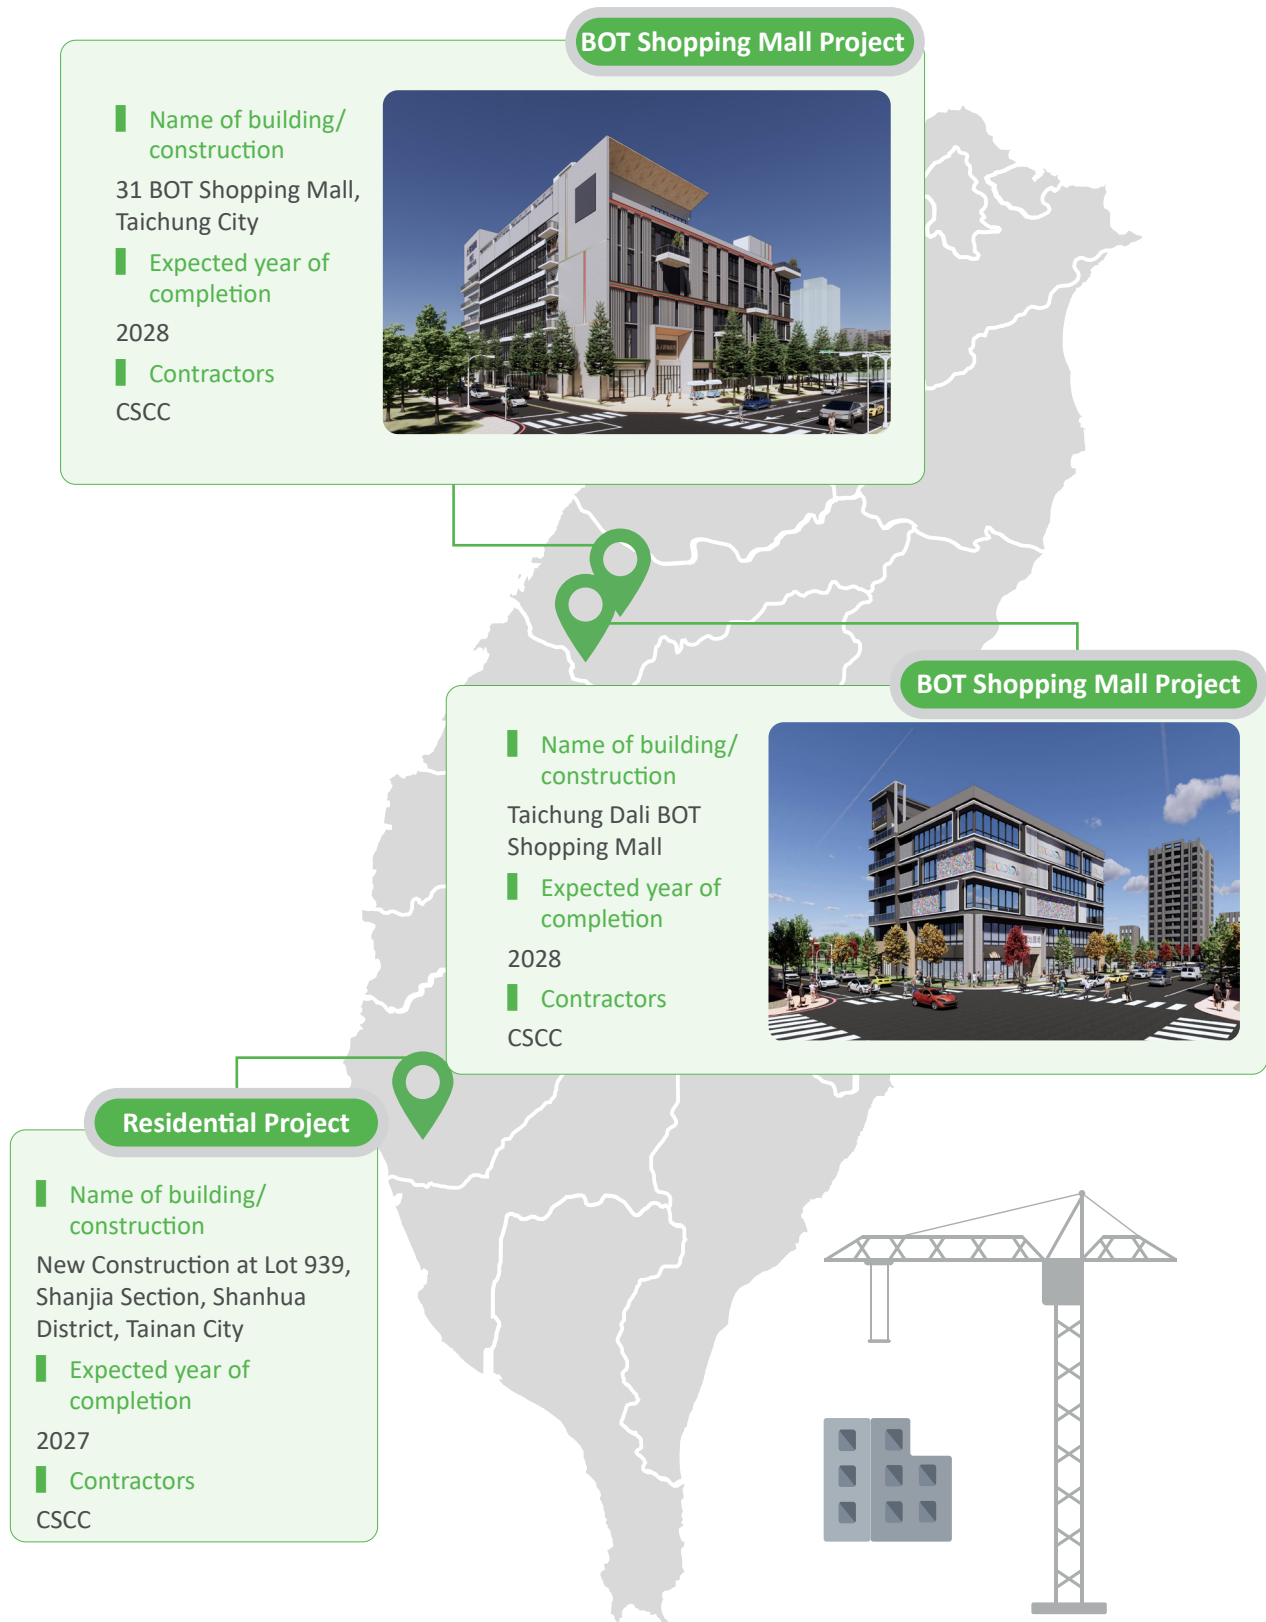 BOT Shopping Mall Project
Name of building/
construction
31 BOT Shopping Mall,
Taichung City
Expected year of
completion
2028
Contractors
CSCC
BOT Shopping Mall Project
Name of building/
construction
Taichung Dali BOT
Shopping Mall
Expected year of
completion
2028
Contractors
CSCC
Residential Project
Name of building/
construction
New Construction at Lot 939,
Shanjia Section, Shanhua
District, Tainan City
Expected year of
completion
2027
Contractors
CSCC